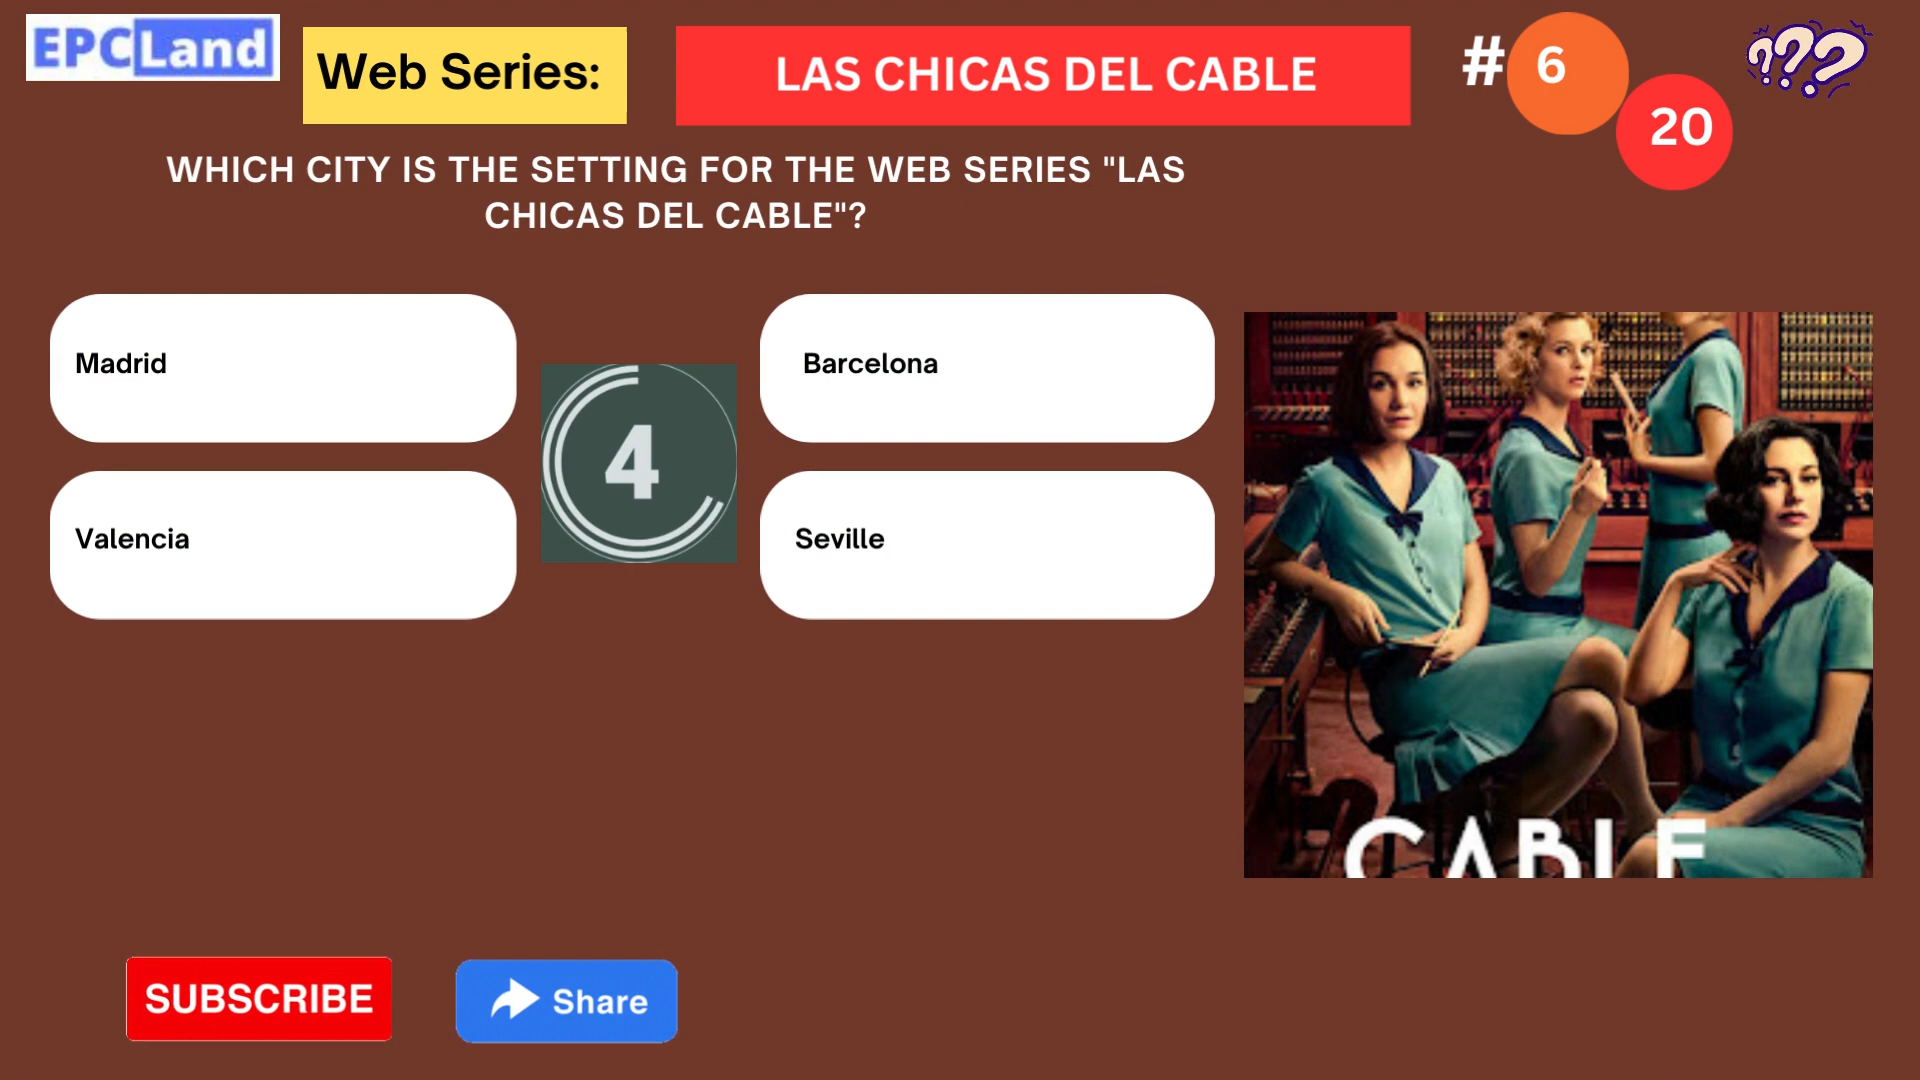 EPCLand
Web Series:
LAS CHICAS DEL CABLE
# 6
20
???
WHICH CITY IS THE SETTING FOR THE WEB SERIES "LAS
CHICAS DEL CABLE"?
Madrid
Barcelona
4
Valencia
Seville
CABLE
SUBSCRIBE
Share